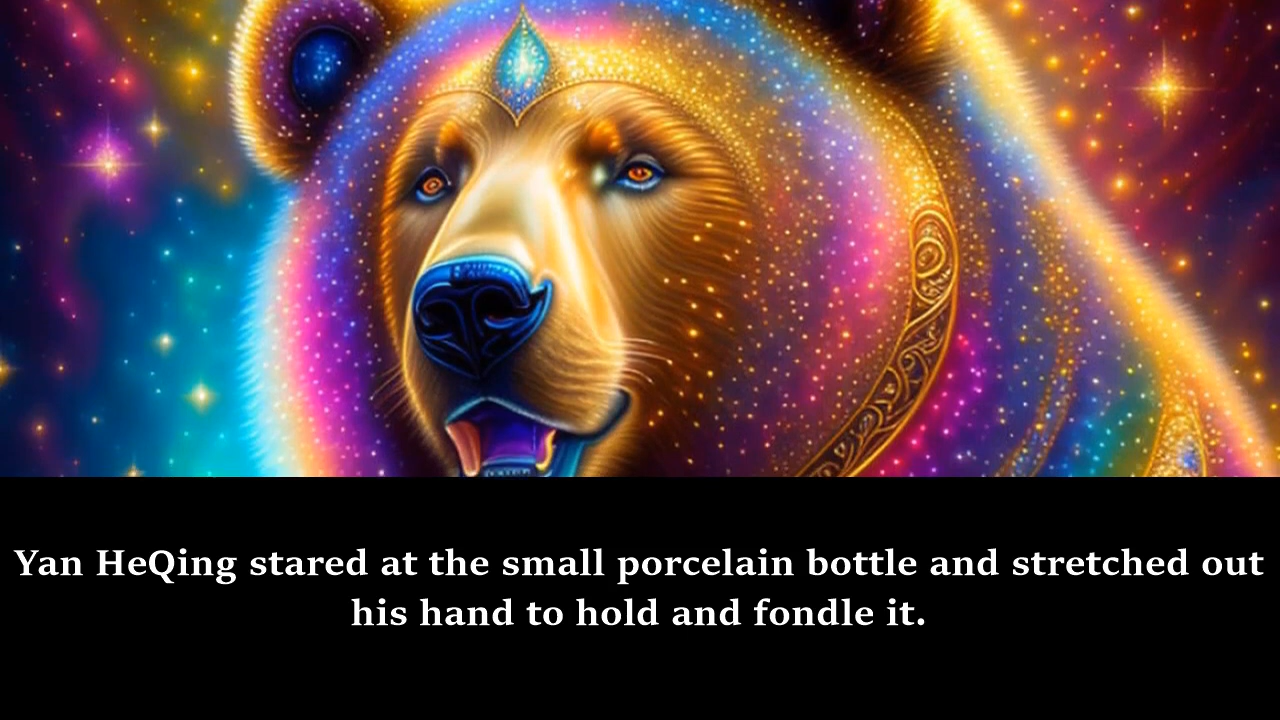 Yan HeQing stared at the small porcelain bottle and stretched out
his hand to hold and fondle it.